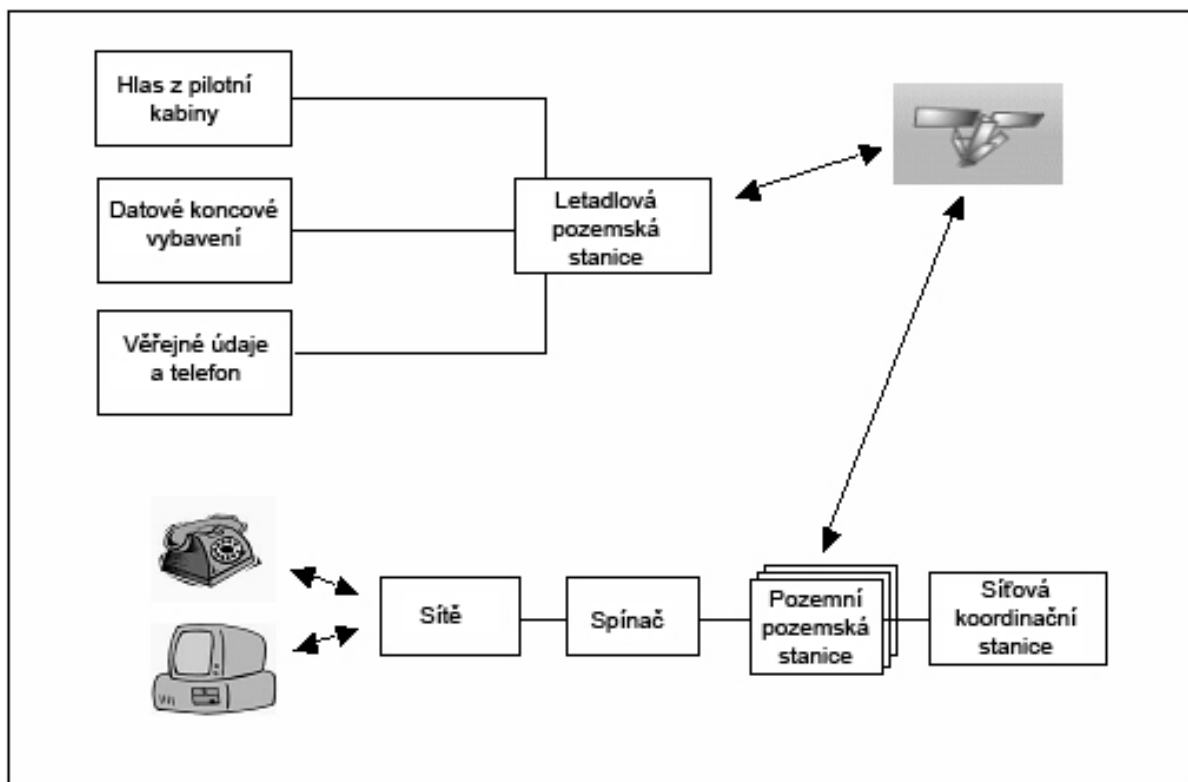 Hlas z pilotní
kabiny
Datové koncové
vybavení
Letadlová
pozemská
stanice
Věřejné údaje
a telefon
Sítě
Spínač
Pozemní
pozemská
stanice
Síťová
koordinační
stanice